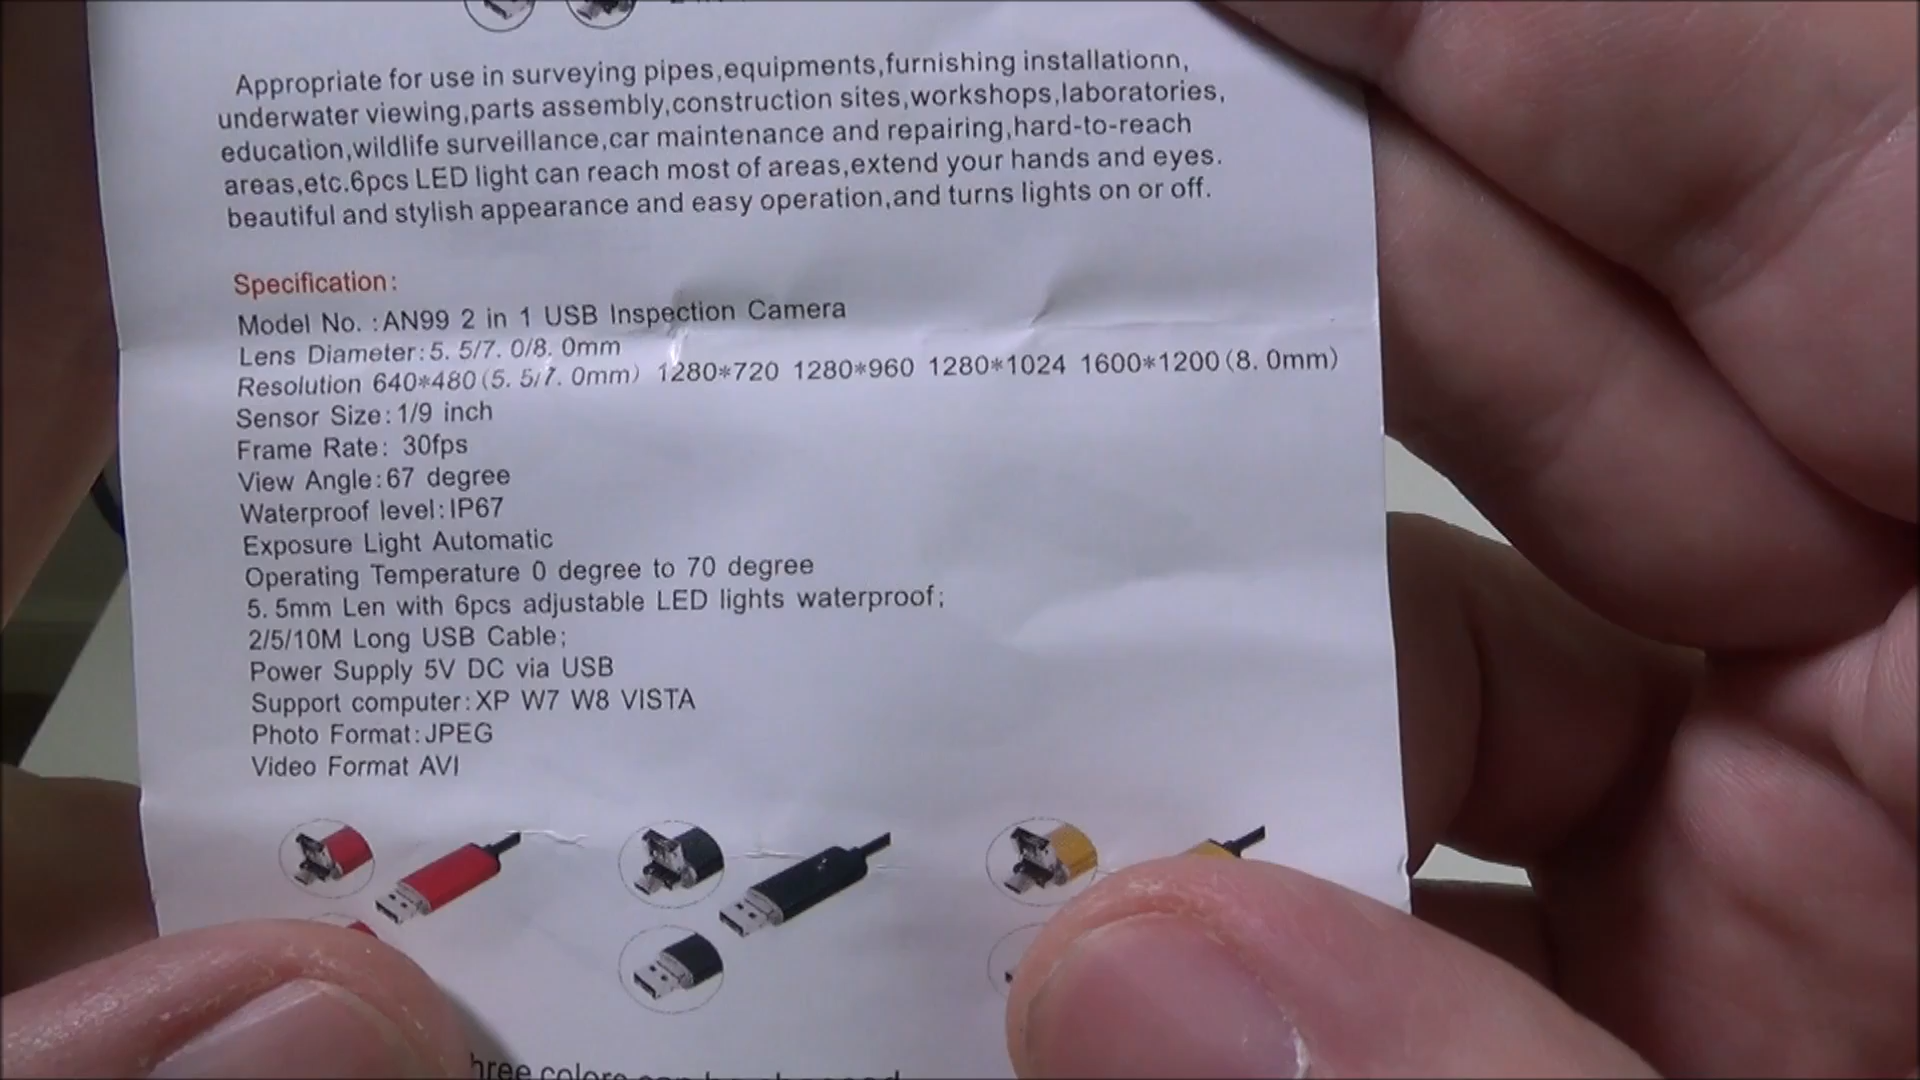 Appropriate for use in surveying pipes,equipments,furnishing installationn,
underwater viewing,parts assembly,construction sites,workshops,laboratories,
education,wildlife surveillance,car maintenance and repairing,hard-to-reach
areas,etc.6pcs LED light can reach most of areas,extend your hands and eyes.
beautiful and stylish appearance and easy operation,and turns lights on or off.
Specification:
Model No. :AN99 2 in 1 USB Inspection Camera
Lens Diameter:5. 5/7. 0/8. 0mm
Resolution 640*480(5. 5/7. 0mm) 1280*720 1280*960 1280*1024 1600*1200(8. 0mm)
Sensor Size:1/9 inch
Frame Rate: 30fps
View Angle:67 degree
Waterproof level:IP67
Exposure Light Automatic
Operating Temperature 0 degree to 70 degree
5. 5mm Len with 6pcs adjustable LED lights waterproof;
2/5/10M Long USB Cable;
Power Supply 5V DC via USB
Support computer:XP W7 W8 VISTA
Photo Format:JPEG
Video Format AVI
hree colors can be